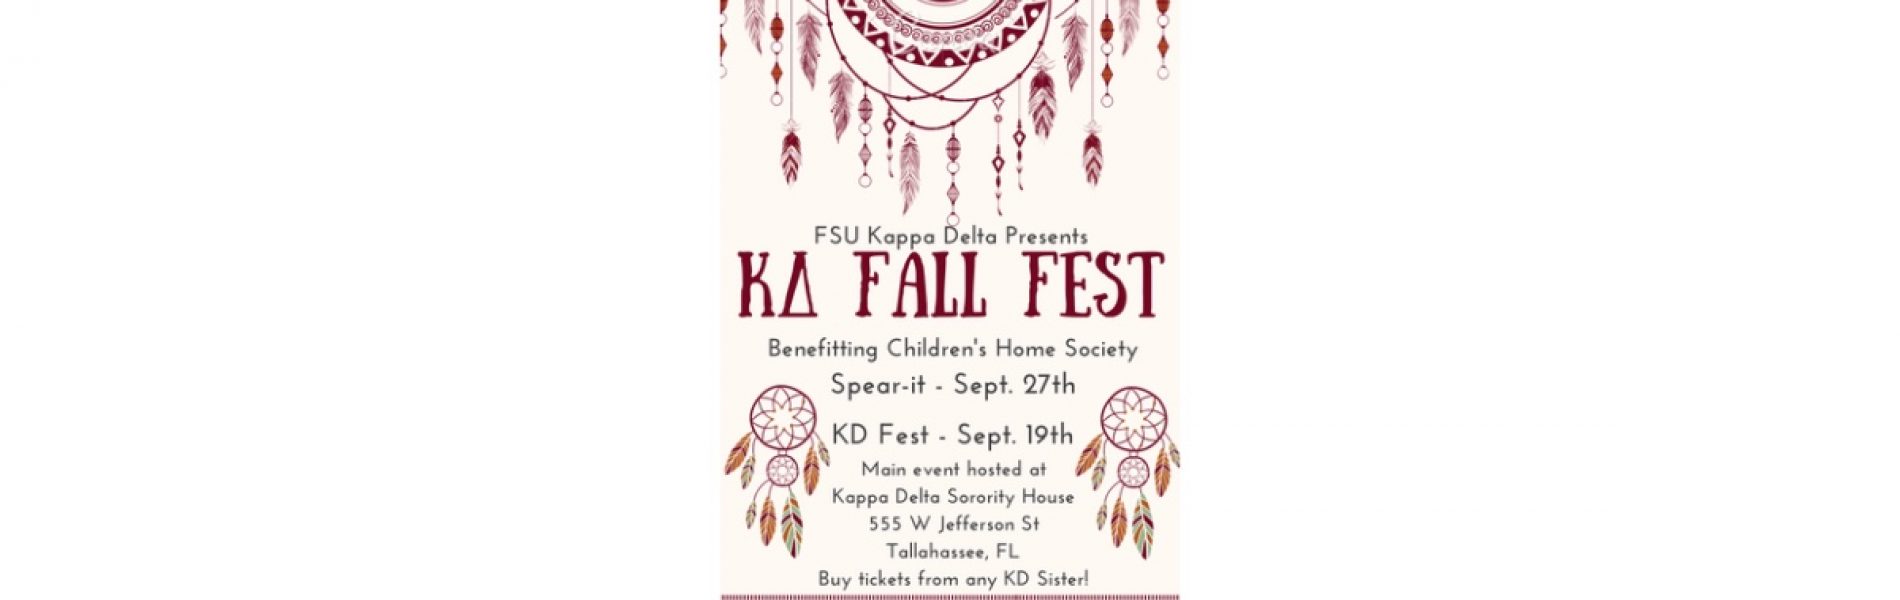 FSU Kappa Delta Presents
ΚΔ FALL FEST
Benefitting Children's Home Society
Spear-it - Sept. 27th
KD Fest - Sept. 19th
Main event hosted at
Kappa Delta Sorority House
555 W Jefferson St
Tallahassee, FL
Buy tickets from any KD Sister!